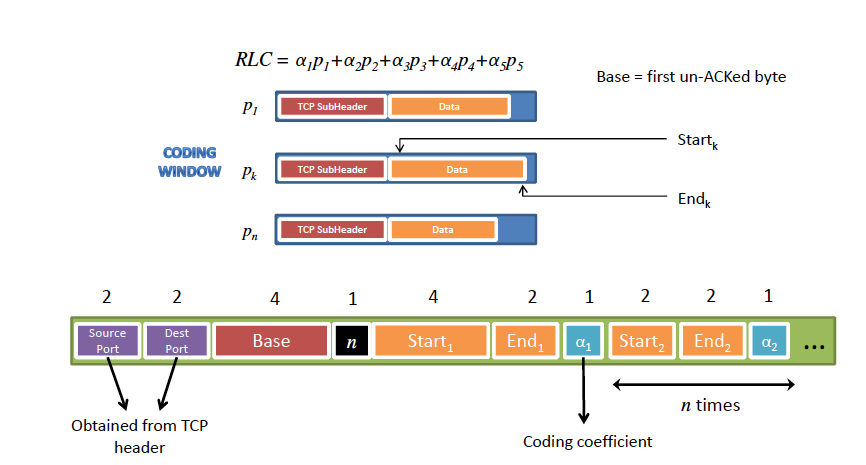 RLC = α₁p₁+α₂p₂+α₃p₃+α₄p₄+α₅p₅
Base = first un-ACKed byte
p₁
TCP SubHeader
Data
Startₖ
CODING
WINDOW
pₖ
TCP SubHeader
Data
Endₖ
pₙ
TCP SubHeader
Data
2 2 4 1 4 2 1 2 2 1
Source
Port
Dest
Port
Base
n
Start₁
End₁
α₁
Start₂
End₂
α₂
...
n times
Obtained from TCP
header
Coding coefficient